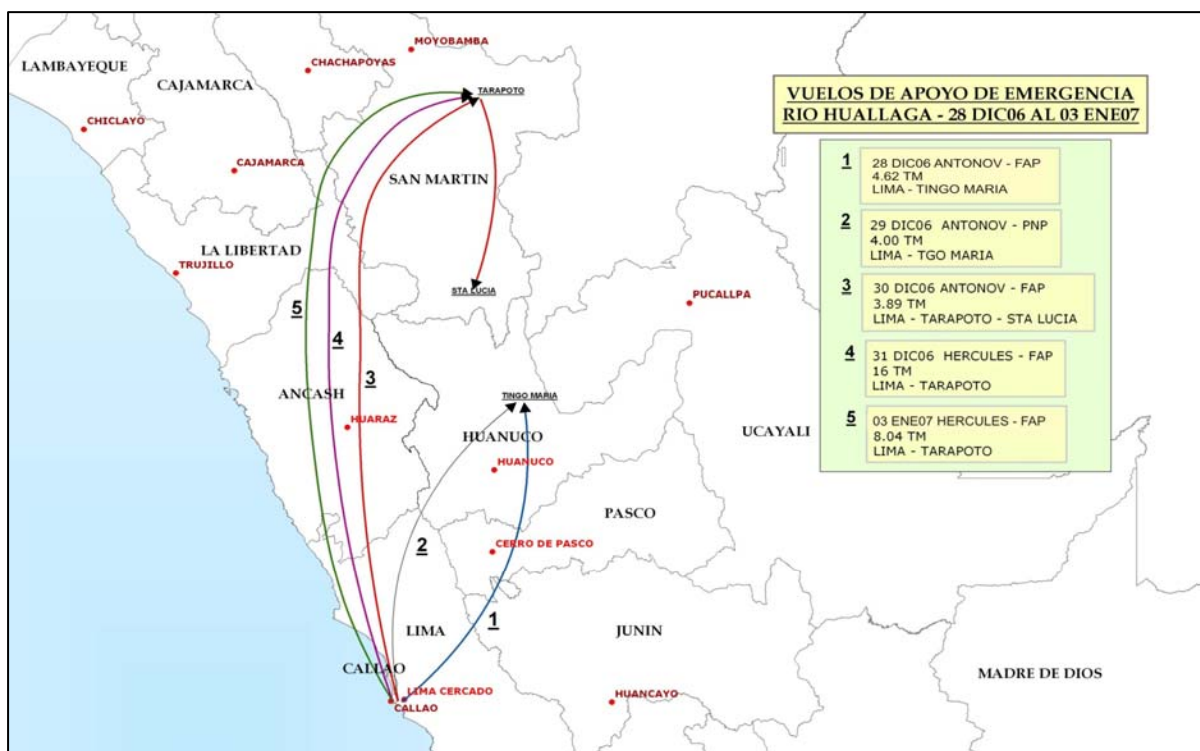 MOYOBAMBA
LAMBAYEQUE
CHACHAPOYAS
CAJAMARCA
TARAPOTO
CHICLAYO
CAJAMARCA
SAN MARTIN
LA LIBERTAD
TRUJILLO
STA LUCIA
PUCALLPA
5
4
3
ANCASH
TINGO MARIA
HUARAZ
HUANUCO
UCAYALI
HUANUCO
PASCO
2
CERRO DE PASCO
1
LIMA
JUNIN
CALLAO
MADRE DE DIOS
LIMA CERCADO
CALLAO
HUANCAYO
VUELOS DE APOYO DE EMERGENCIA
RIO HUALLAGA - 28 DIC06 AL 03 ENE07
1
28 DIC06 ANTONOV - FAP
4.62 TM
LIMA - TINGO MARIA
2
29 DIC06 ANTONOV - PNP
4.00 TM
LIMA - TGO MARIA
3
30 DIC06 ANTONOV - FAP
3.89 TM
LIMA - TARAPOTO - STA LUCIA
4
31 DIC06 HERCULES - FAP
16 TM
LIMA - TARAPOTO
5
03 ENE07 HERCULES - FAP
8.04 TM
LIMA - TARAPOTO